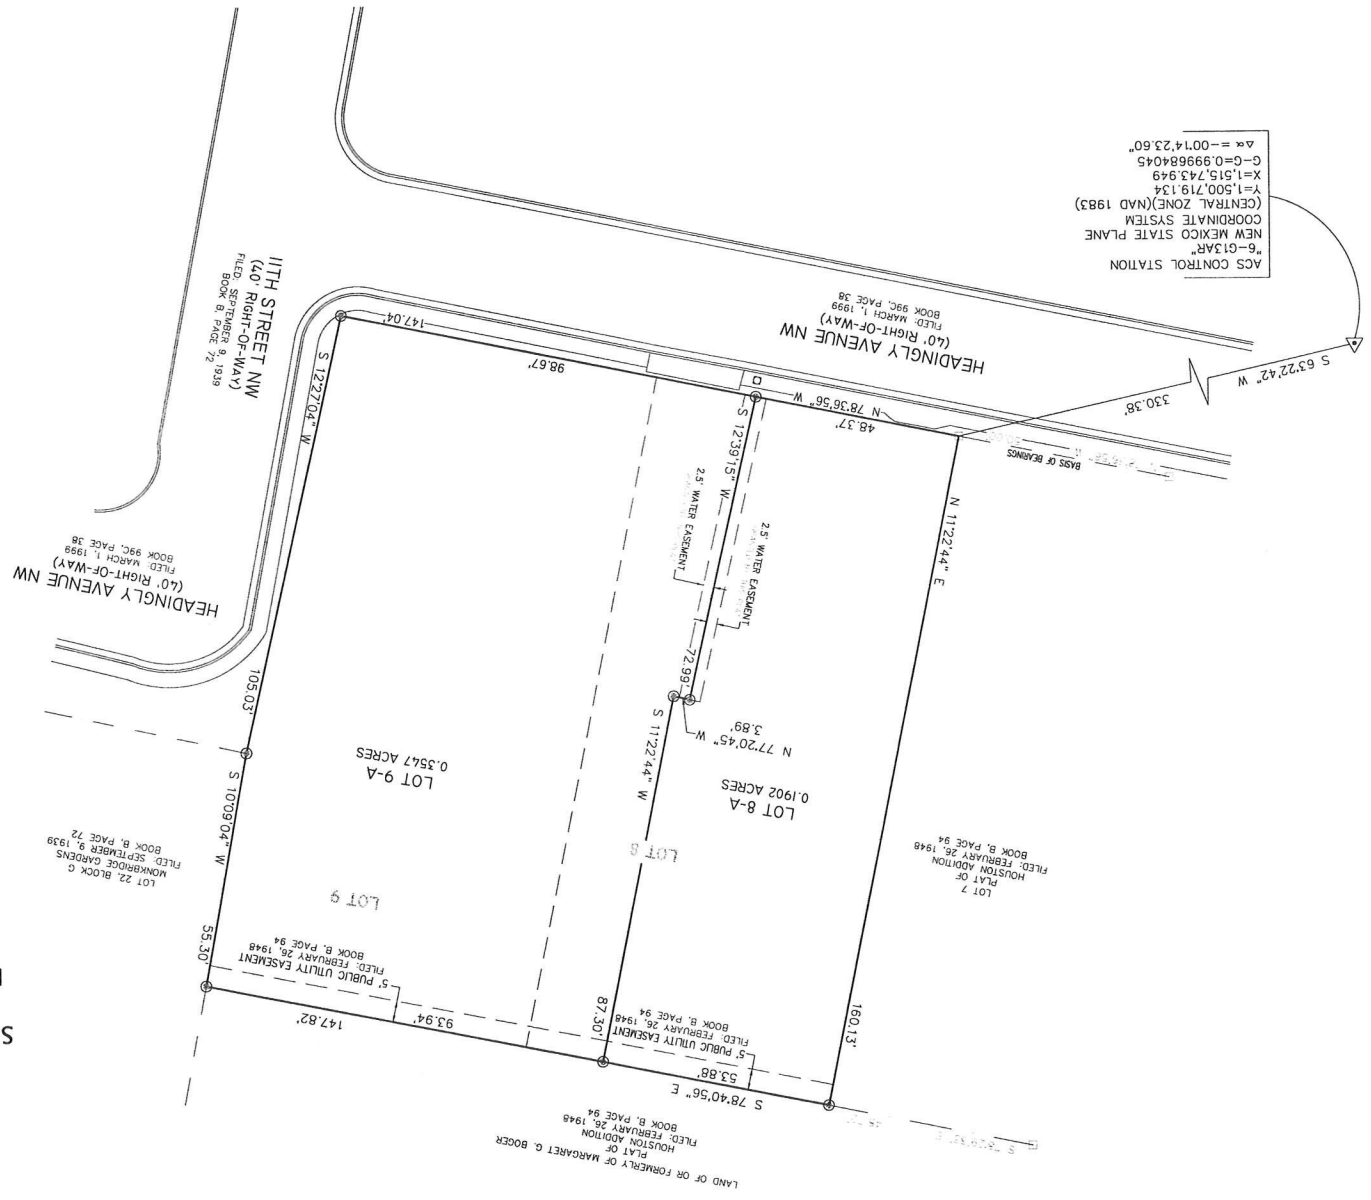 LAND OF OR FORMERLY OF MARGARET G. BOGER
PLAT OF
HOUSTON ADDITION
FILED: FEBRUARY 26, 1948
BOOK B, PAGE 94
S 78°40'56" E
53.88'
93.94'
147.82'
5' PUBLIC UTILITY EASEMENT
FILED: FEBRUARY 26, 1948
BOOK B, PAGE 94
5' PUBLIC UTILITY EASEMENT
FILED: FEBRUARY 26, 1948
BOOK B, PAGE 94
160.13'
87.30'
55.30'
LOT 7
PLAT OF
HOUSTON ADDITION
FILED: FEBRUARY 26, 1948
BOOK B, PAGE 94
LOT 8
LOT 9
LOT 22, BLOCK G
MONKBRIDGE GARDENS
FILED: SEPTEMBER 9, 1939
BOOK B, PAGE 72
S 10°09'04" W
LOT 8-A
0.1902 ACRES
LOT 9-A
0.3547 ACRES
S 11°22'44" W
N 77°20'45" W
3.89'
72.99'
105.03'
N 11°22'44" E
2.5' WATER EASEMENT
2.5' WATER EASEMENT
HEADINGLY AVENUE NW
(40' RIGHT-OF-WAY)
FILED: MARCH 1, 1999
BOOK 99C, PAGE 38
S 12°39'15" W
S 12°27'04" W
BASIS OF BEARINGS
48.37'
N 78°36'56" W
98.67'
147.04'
330.38'
S 63°22'42" W
HEADINGLY AVENUE NW
(40' RIGHT-OF-WAY)
FILED: MARCH 1, 1999
BOOK 99C, PAGE 38
11TH STREET NW
(40' RIGHT-OF-WAY)
FILED: SEPTEMBER 9, 1939
BOOK B, PAGE 72
ACS CONTROL STATION
"6-G13AR"
NEW MEXICO STATE PLANE
COORDINATE SYSTEM
(CENTRAL ZONE)(NAD 1983)
Y=1,500,719.134
X=1,515,743.949
G-G=0.999684045
Δ α = -00°14'23.60"
S